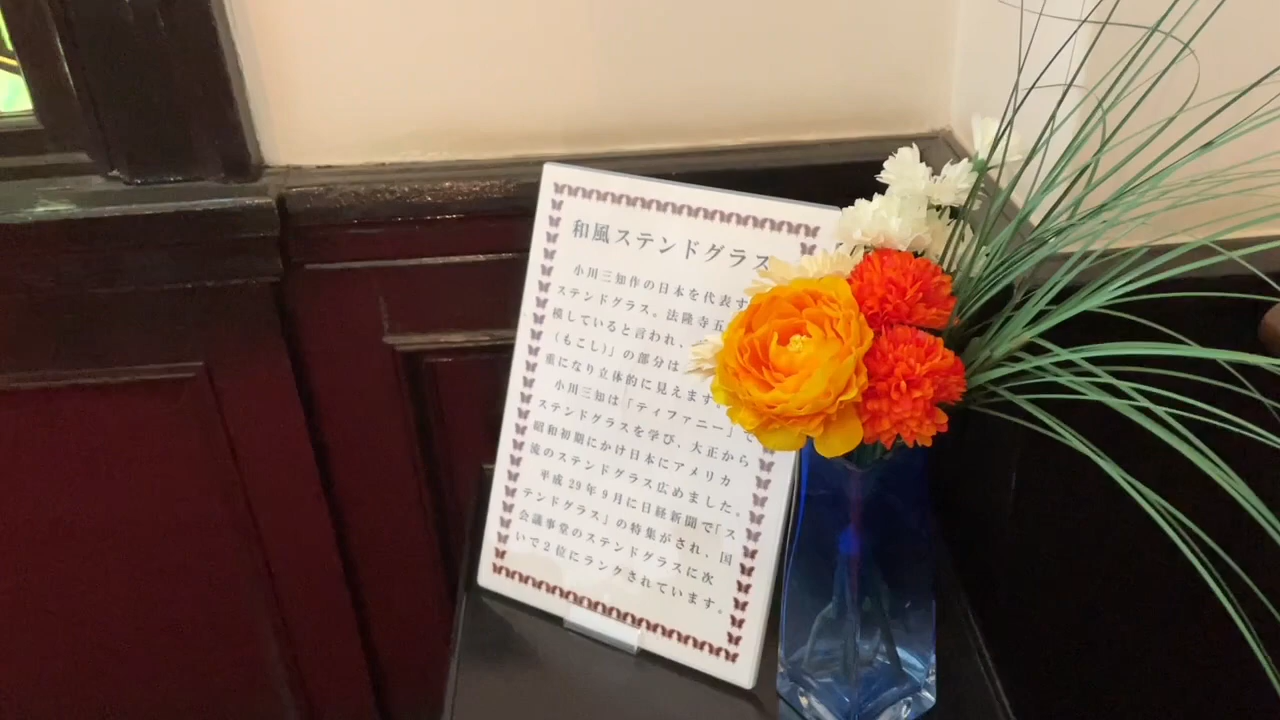 和風ステンドグラス
小川三知作の日本を代表す
ステンドグラス。法隆寺五
模していると言われ、
（もこし）」の部分は
重になり立体的に見えます。
小川三知は「ティファニー」で
ステンドグラスを学び、大正から
昭和初期にかけ日本にアメリカ
流のステンドグラス広めました。
平成29年9月に日経新聞で「ス
テンドグラス」の特集がされ、国
会議事堂のステンドグラスに次
いで2位にランクされています。